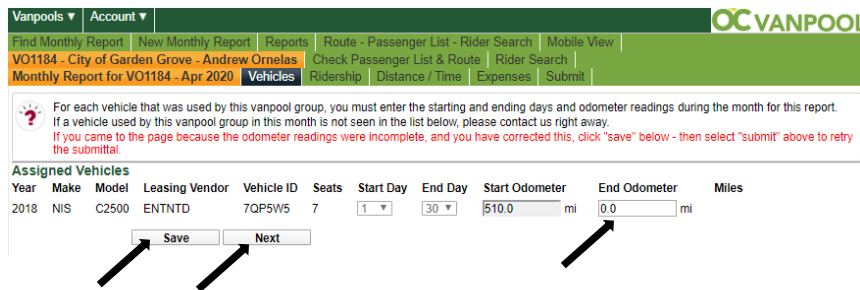 Vanpools ▼ Account ▼ OC VANPOOL
Find Monthly Report New Monthly Report Reports Route - Passenger List - Rider Search Mobile View
VO1184 - City of Garden Grove - Andrew Ornelas Check Passenger List & Route Rider Search
Monthly Report for VO1184 - Apr 2020 Vehicles Ridership Distance / Time Expenses Submit
?
For each vehicle that was used by this vanpool group, you must enter the starting and ending days and odometer readings during the month for this report.
If a vehicle used by this vanpool group in this month is not seen in the list below, please contact us right away.
If you came to the page because the odometer readings were incomplete, and you have corrected this, click "save" below - then select "submit" above to retry
the submittal.
Assigned Vehicles
Year Make Model Leasing Vendor Vehicle ID Seats Start Day End Day Start Odometer End Odometer Miles
2018 NIS C2500 ENTNTD 7QP5W5 7 1 ▼ 30 ▼ 510.0 mi 0.0 mi
Save Next